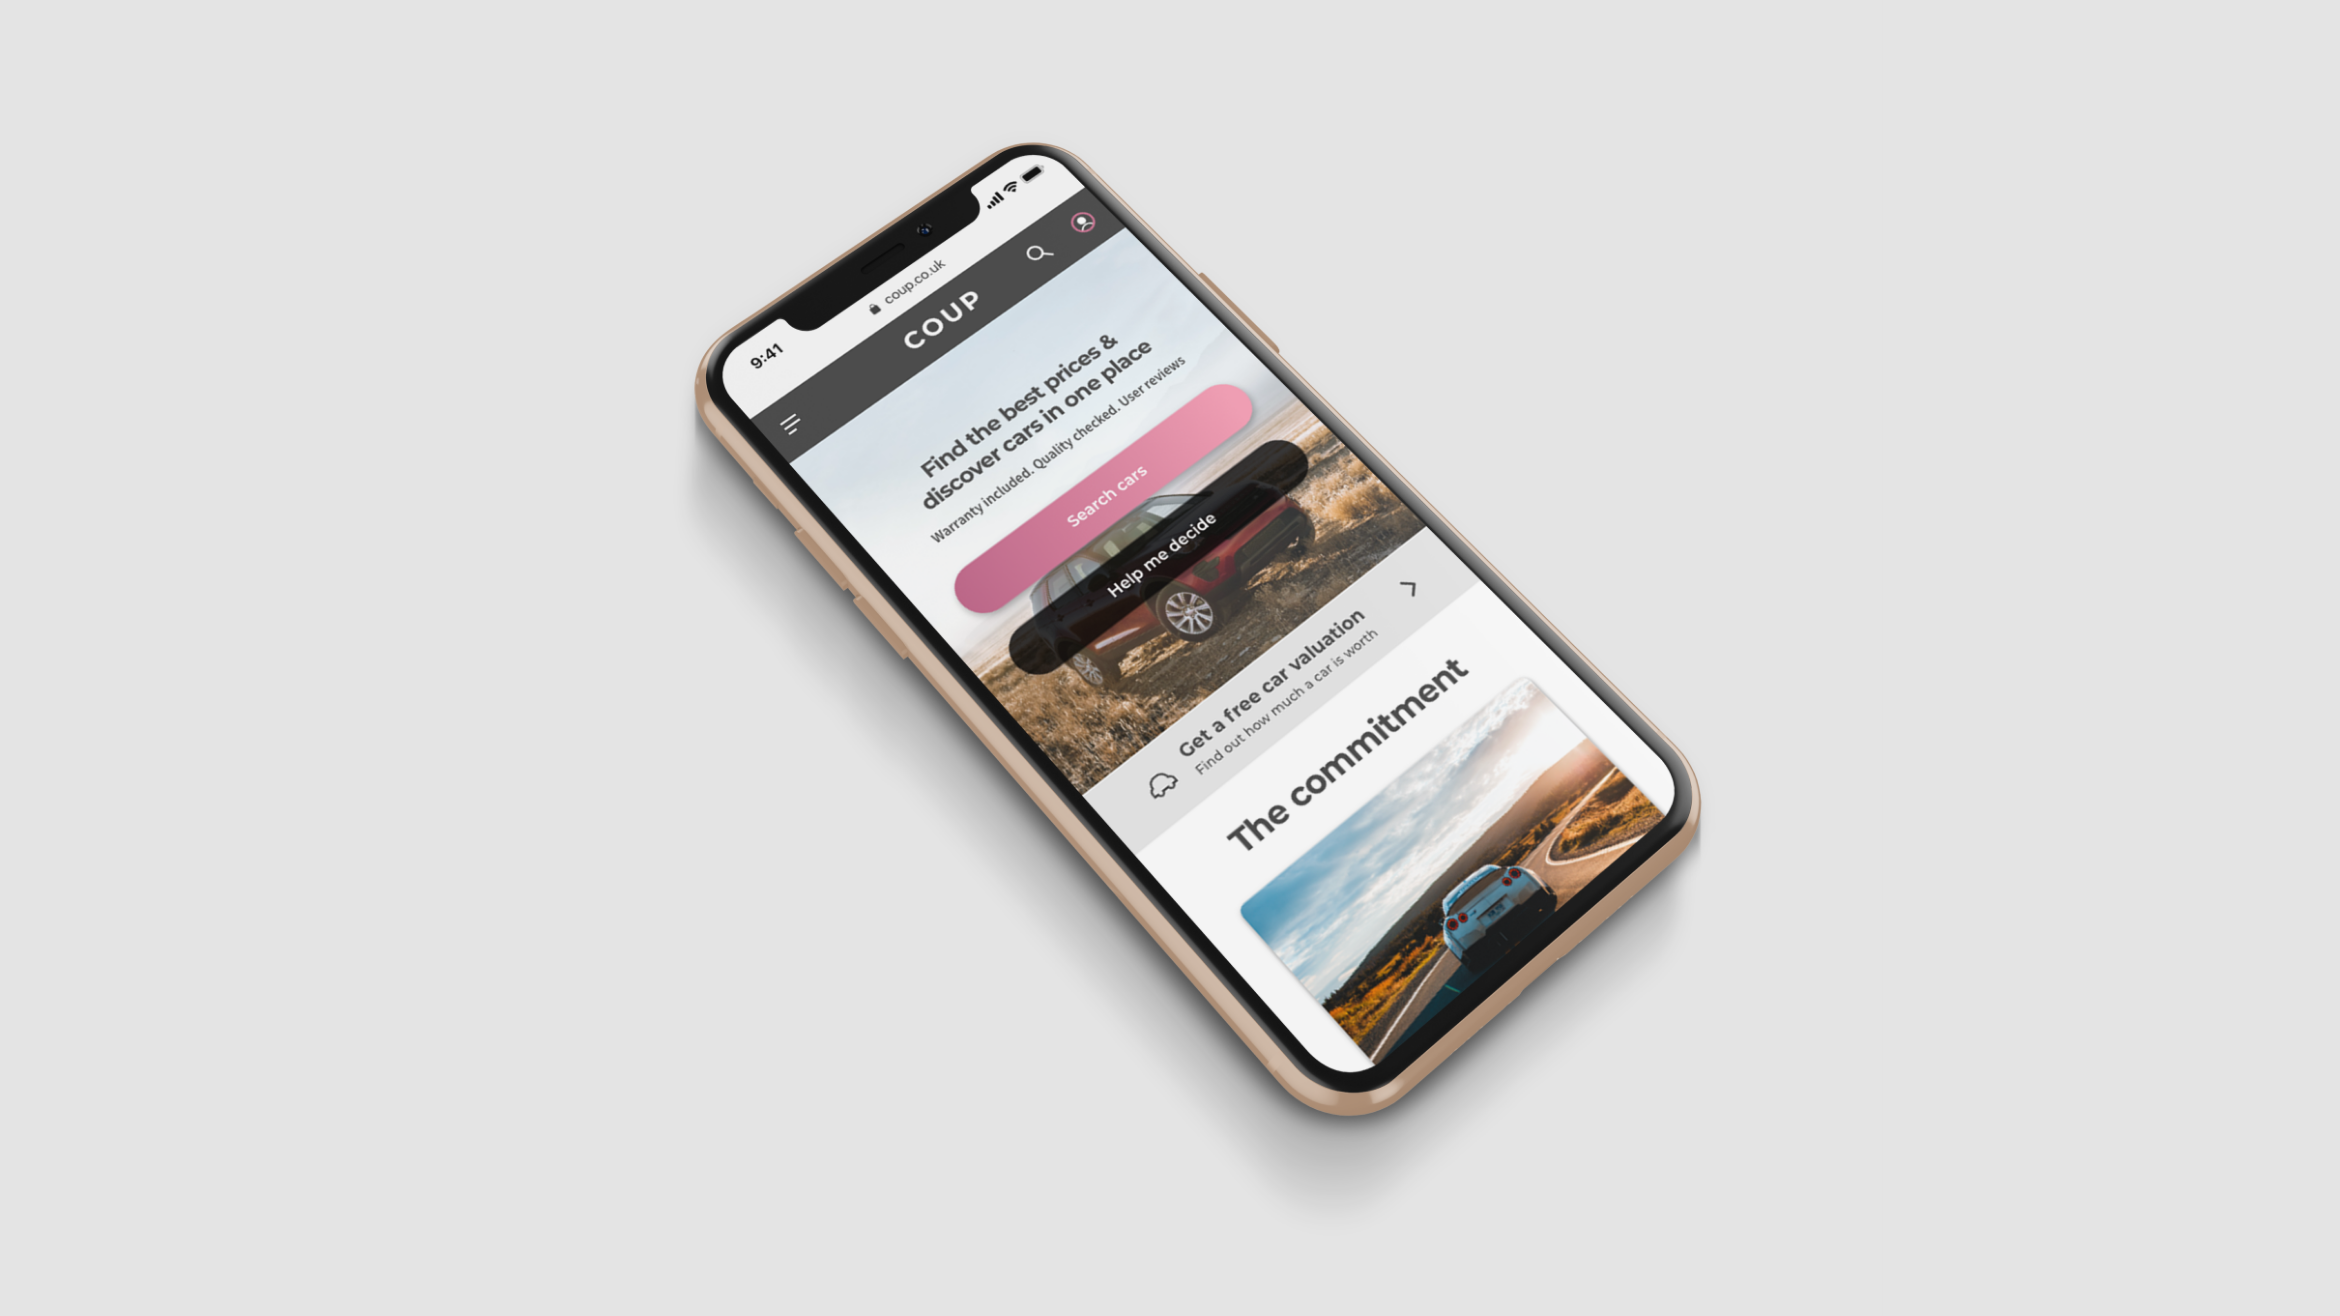 9:41
coup.co.uk
COUP
Find the best prices &
discover cars in one place
Warranty included. Quality checked. User reviews
Search cars
Help me decide
Get a free car valuation
Find out how much a car is worth
The commitment